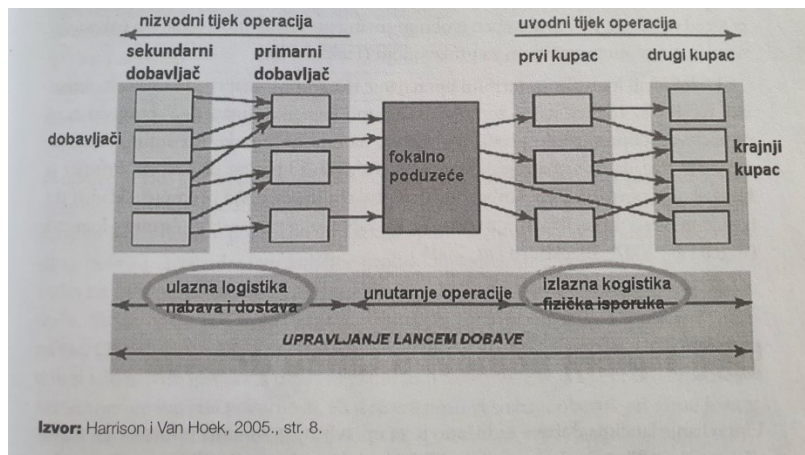 nizvodni tijek operacija
uvodni tijek operacija
sekundarni
dobavljač
primarni
dobavljač
prvi kupac
drugi kupac
dobavljači
fokalno
poduzeće
krajnji
kupac
ulazna logistika
nabava i dostava
unutarnje operacije
izlazna kogistika
fizička isporuka
UPRAVLJANJE LANCEM DOBAVE
Izvor: Harrison i Van Hoek, 2005., str. 8.